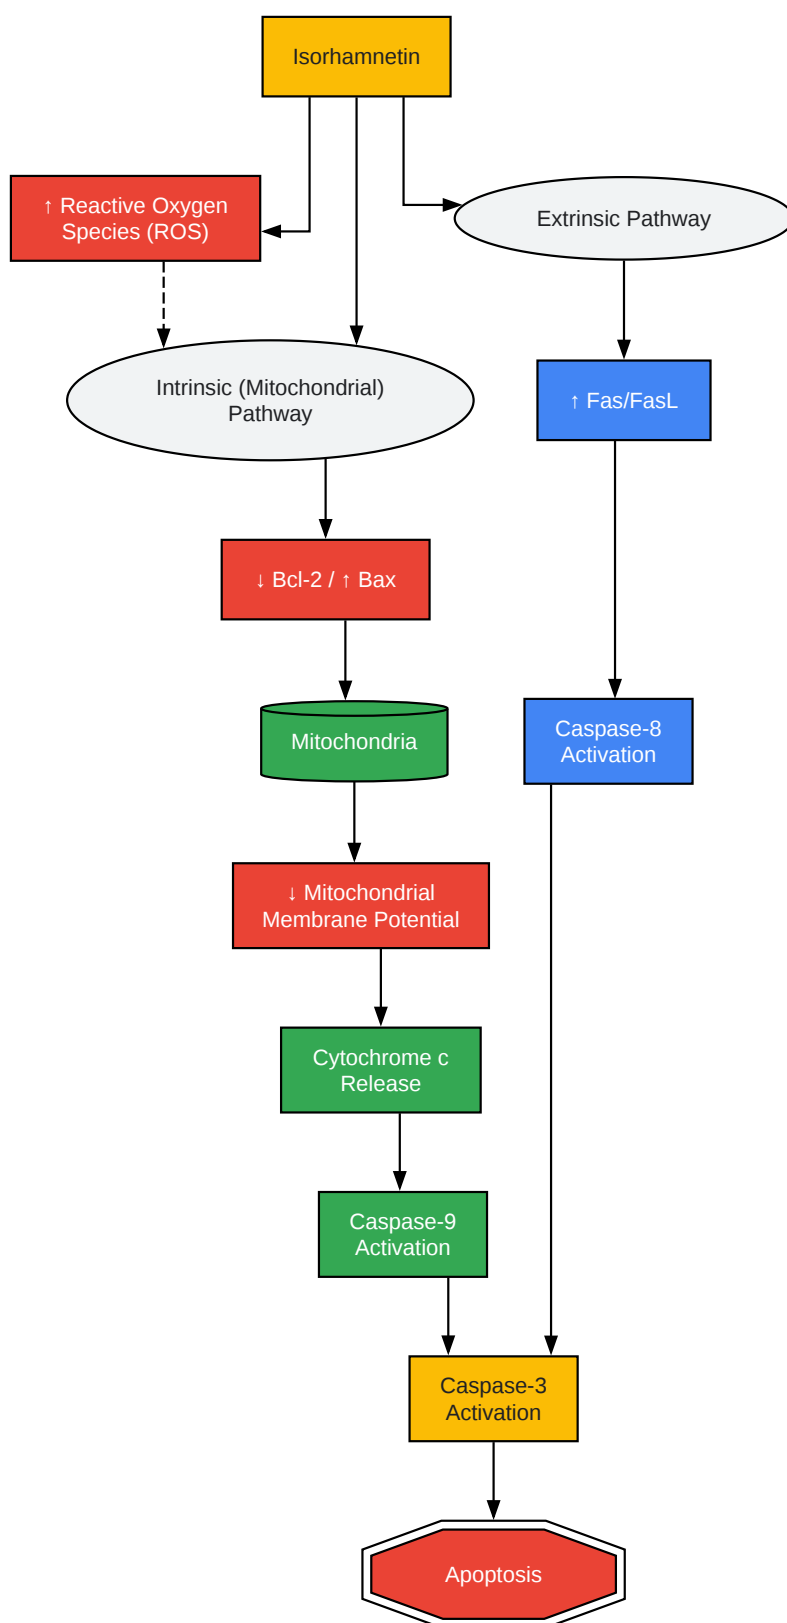 Isorhamnetin
↑ Reactive Oxygen
Species (ROS)
Extrinsic Pathway
Intrinsic (Mitochondrial)
Pathway
↑ Fas/FasL
↓ Bcl-2 / ↑ Bax
Mitochondria
Caspase-8
Activation
↓ Mitochondrial
Membrane Potential
Cytochrome c
Release
Caspase-9
Activation
Caspase-3
Activation
Apoptosis